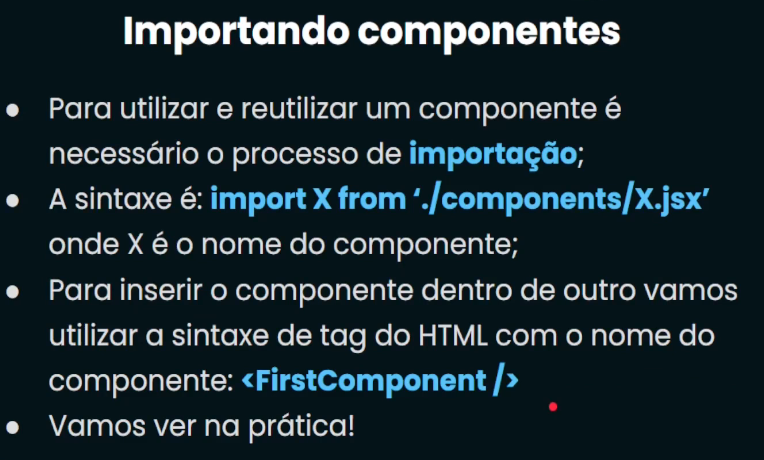 Importando componentes
● Para utilizar e reutilizar um componente é
necessário o processo de importação;
● A sintaxe é: import X from ‘./components/X.jsx’
onde X é o nome do componente;
● Para inserir o componente dentro de outro vamos
utilizar a sintaxe de tag do HTML com o nome do
componente: <FirstComponent />
● Vamos ver na prática!